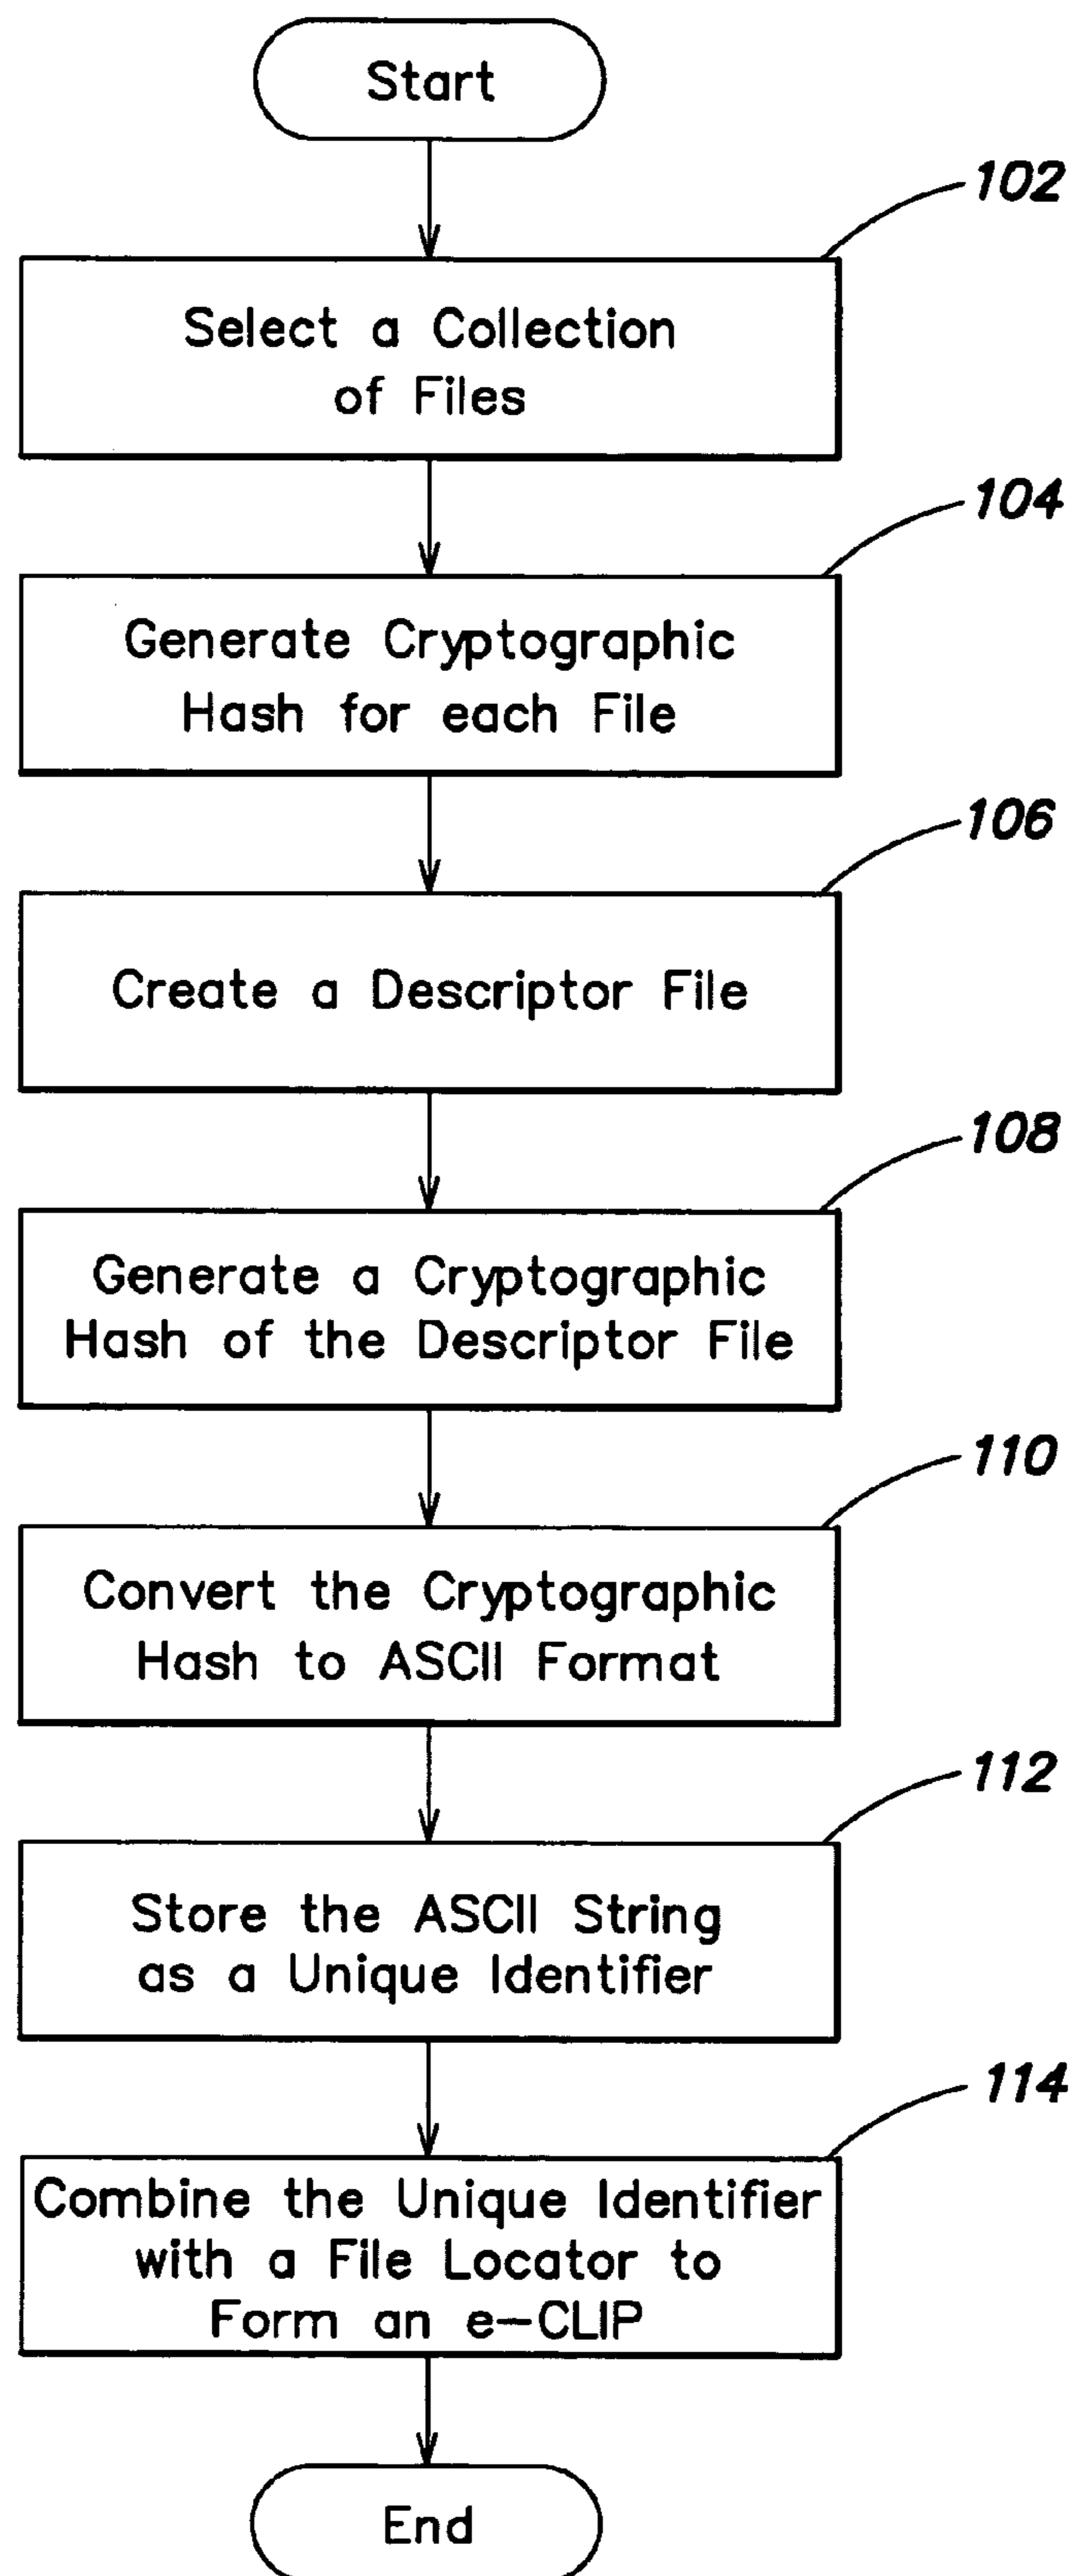 Start
102
Select a Collection
of Files
104
Generate Cryptographic
Hash for each File
106
Create a Descriptor File
108
Generate a Cryptographic
Hash of the Descriptor File
110
Convert the Cryptographic
Hash to ASCII Format
112
Store the ASCII String
as a Unique Identifier
114
Combine the Unique Identifier
with a File Locator to
Form an e-CLIP
End